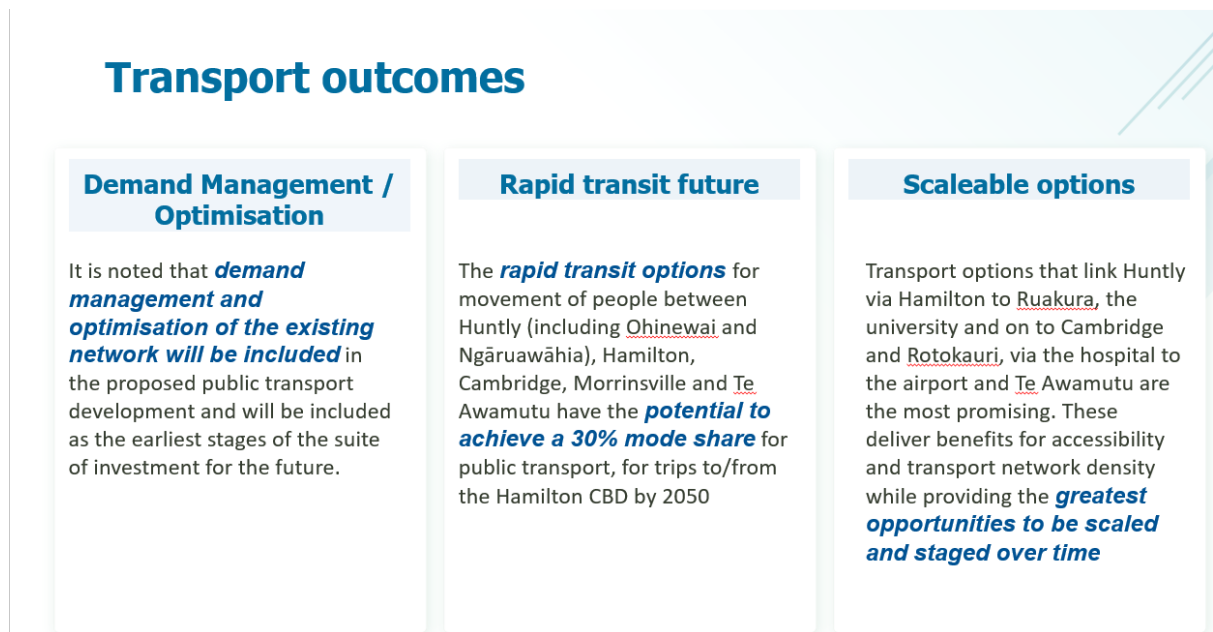 Transport outcomes
Demand Management /
Optimisation
It is noted that demand
management and
optimisation of the existing
network will be included in
the proposed public transport
development and will be included
as the earliest stages of the suite
of investment for the future.
Rapid transit future
The rapid transit options for
movement of people between
Huntly (including Ohinewai and
Ngāruawāhia), Hamilton,
Cambridge, Morrinsville and Te
Awamutu have the potential to
achieve a 30% mode share for
public transport, for trips to/from
the Hamilton CBD by 2050
Scaleable options
Transport options that link Huntly
via Hamilton to Ruakura, the
university and on to Cambridge
and Rotokauri, via the hospital to
the airport and Te Awamutu are
the most promising. These
deliver benefits for accessibility
and transport network density
while providing the greatest
opportunities to be scaled
and staged over time